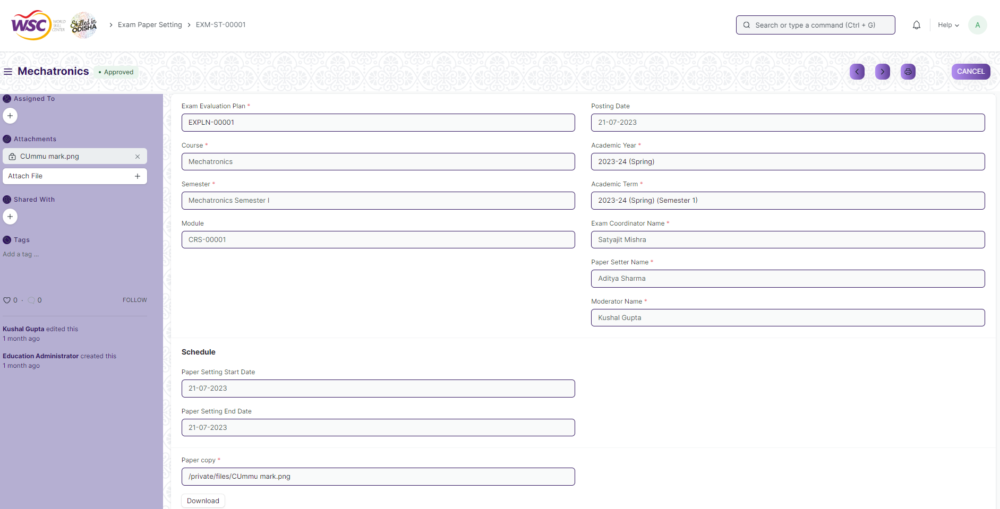 WSC WORLD SKILL CENTER Skilled in ODISHA
Exam Paper Setting
EXM-ST-00001
Search or type a command (Ctrl + G)
Help
A
Mechatronics
• Approved
CANCEL
Assigned To
Attachments
CUmmu mark.png
Attach File
Shared With
Tags
Add a tag ...
0 · 0
FOLLOW
Kushal Gupta edited this
1 month ago
Education Administrator created this
1 month ago
Exam Evaluation Plan *
EXPLN-00001
Course *
Mechatronics
Semester *
Mechatronics Semester I
Module
CRS-00001
Posting Date
21-07-2023
Academic Year *
2023-24 (Spring)
Academic Term *
2023-24 (Spring) (Semester 1)
Exam Coordinator Name *
Satyajit Mishra
Paper Setter Name *
Aditya Sharma
Moderator Name *
Kushal Gupta
Schedule
Paper Setting Start Date
21-07-2023
Paper Setting End Date
21-07-2023
Paper copy *
/private/files/CUmmu mark.png
Download